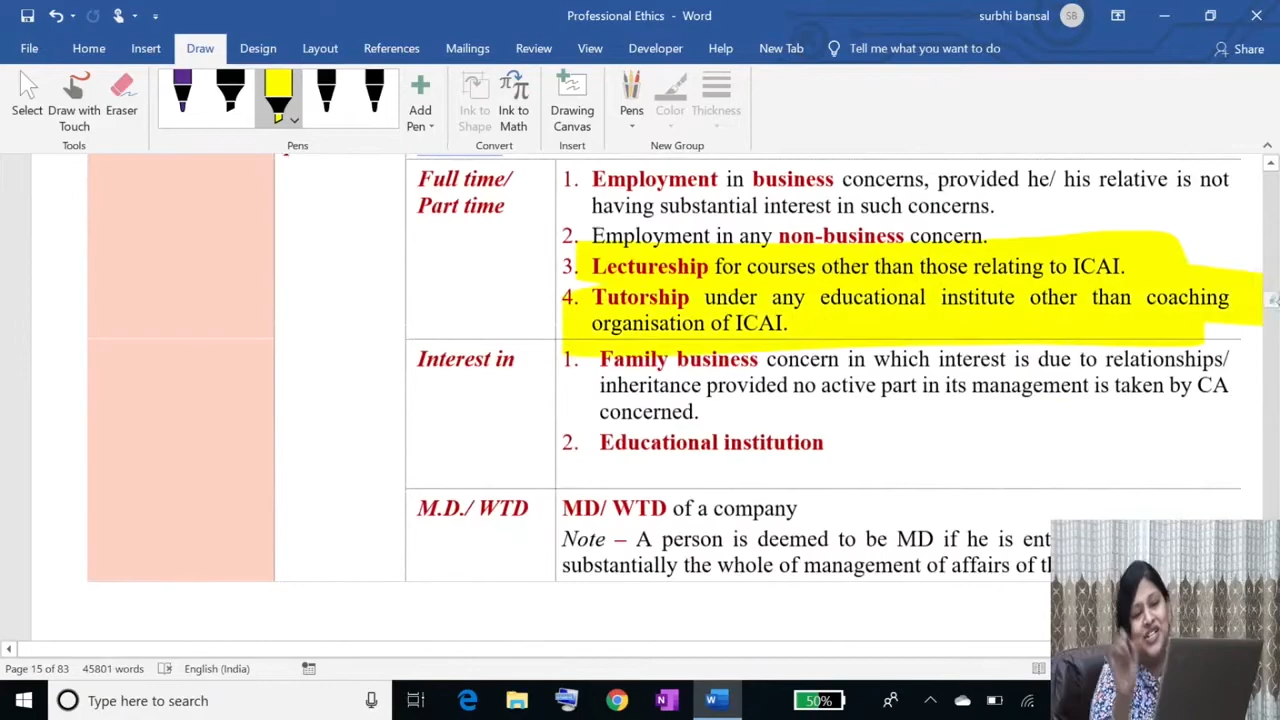 Professional Ethics - Word
surbhi bansal SB
File Home Insert Draw Design Layout References Mailings Review View Developer Help New Tab Tell me what you want to do Share
Select Draw with Touch Eraser
Add Pen
Ink to Shape Ink to Math
Drawing Canvas
Pens Color Thickness
Tools Pens Convert Insert New Group
Full time/
Part time
1. Employment in business concerns, provided he/ his relative is not
having substantial interest in such concerns.
2. Employment in any non-business concern.
3. Lectureship for courses other than those relating to ICAI.
4. Tutorship under any educational institute other than coaching
organisation of ICAI.
Interest in
1. Family business concern in which interest is due to relationships/
inheritance provided no active part in its management is taken by CA
concerned.
2. Educational institution
M.D./ WTD
MD/ WTD of a company
Note – A person is deemed to be MD if he is ent
substantially the whole of management of affairs of
Page 15 of 83 45801 words English (India)
Type here to search
50%